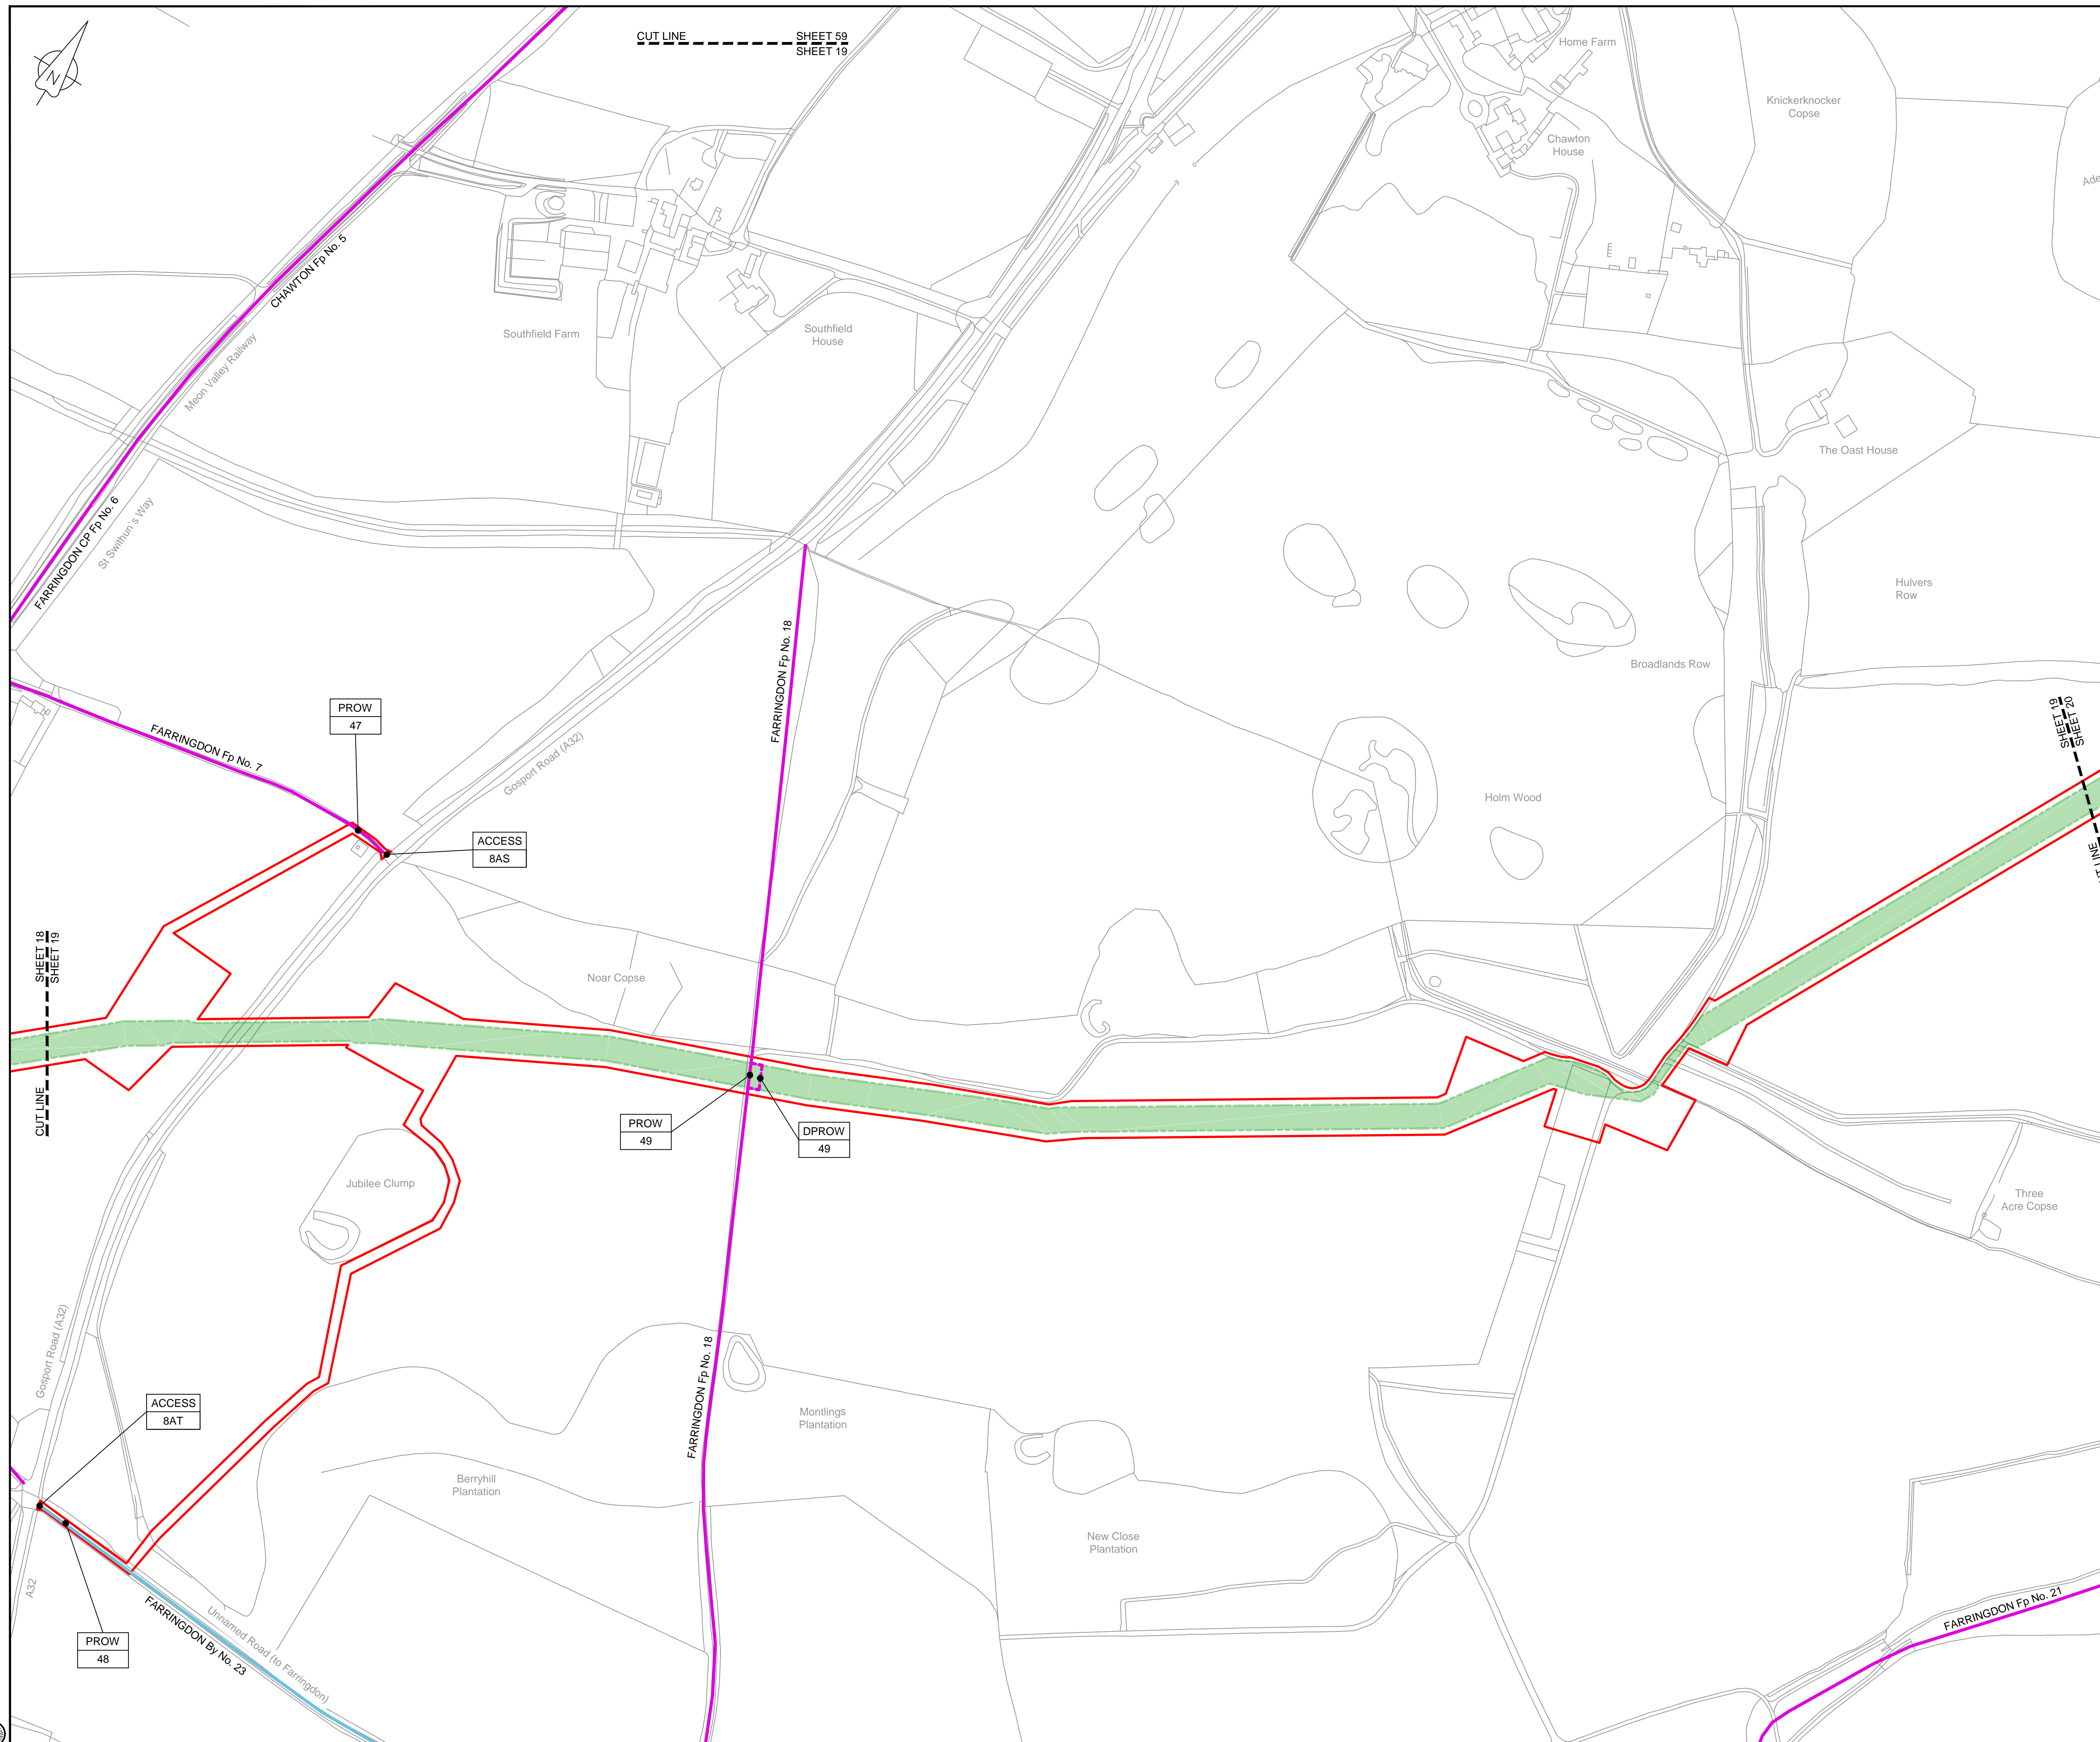 N
CUT LINE
SHEET 59
SHEET 19
Home Farm
Knickerknocker
Copse
Chawton
House
CHAWTON Fp No. 5
Meon Valley Railway
Southfield Farm
Southfield
House
The Oast House
FARRINGDON CP Fp No. 6
St Swithun`s Way
Hulvers
Row
Broadlands Row
FARRINGDON Fp No. 18
PROW
47
FARRINGDON Fp No. 7
Gosport Road (A32)
SHEET 19
SHEET 20
Holm Wood
ACCESS
8AS
SHEET 18
SHEET 19
CUT LINE
Noar Copse
PROW
49
DPROW
49
Jubilee Clump
Three
Acre Copse
Gosport Road (A32)
FARRINGDON Fp No. 18
ACCESS
8AT
Montlings
Plantation
Berryhill
Plantation
New Close
Plantation
A32
FARRINGDON By No. 23
Unnamed Road (to Farringdon)
PROW
48
FARRINGDON Fp No. 21